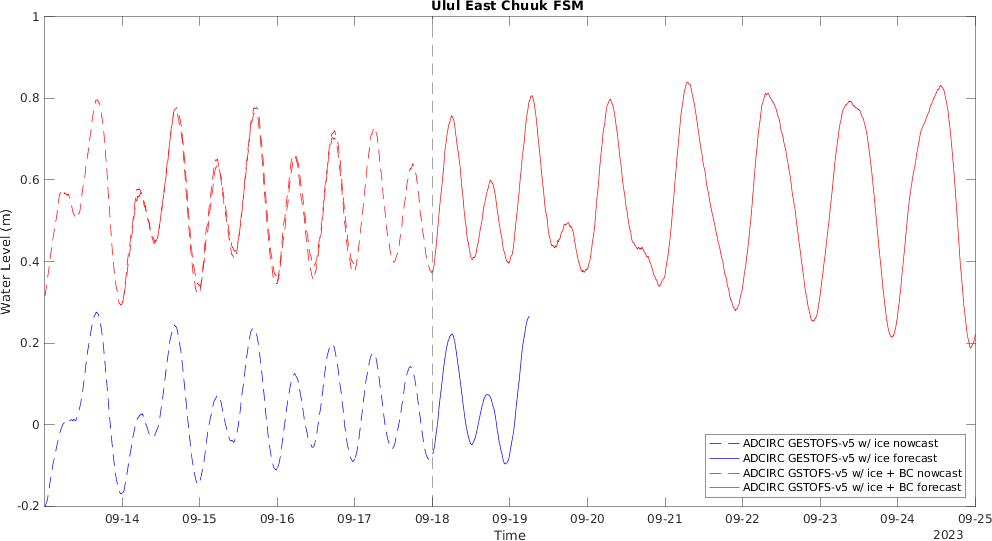 Ulul East Chuuk FSM
1
0.8
0.6
0.4
0.2
0
-0.2
Water Level (m)
09-14 09-15 09-16 09-17 09-18 09-19 09-20 09-21 09-22 09-23 09-24 09-25
Time
2023
ADCIRC GESTOFS-v5 w/ ice nowcast
ADCIRC GESTOFS-v5 w/ ice forecast
ADCIRC GSTOFS-v5 w/ ice + BC nowcast
ADCIRC GSTOFS-v5 w/ ice + BC forecast